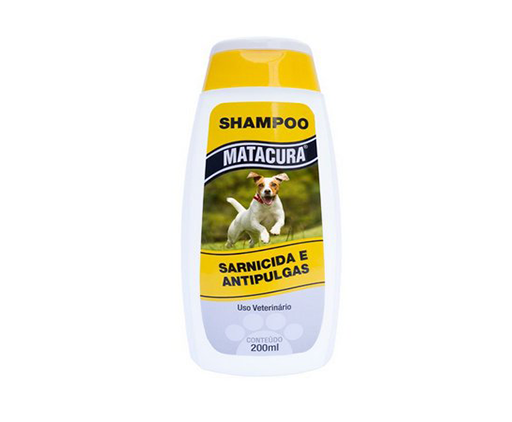 SHAMPOO
MATACURA®
SARNICIDA E
ANTIPULGAS
Uso Veterinário
CONTEÚDO
200ml